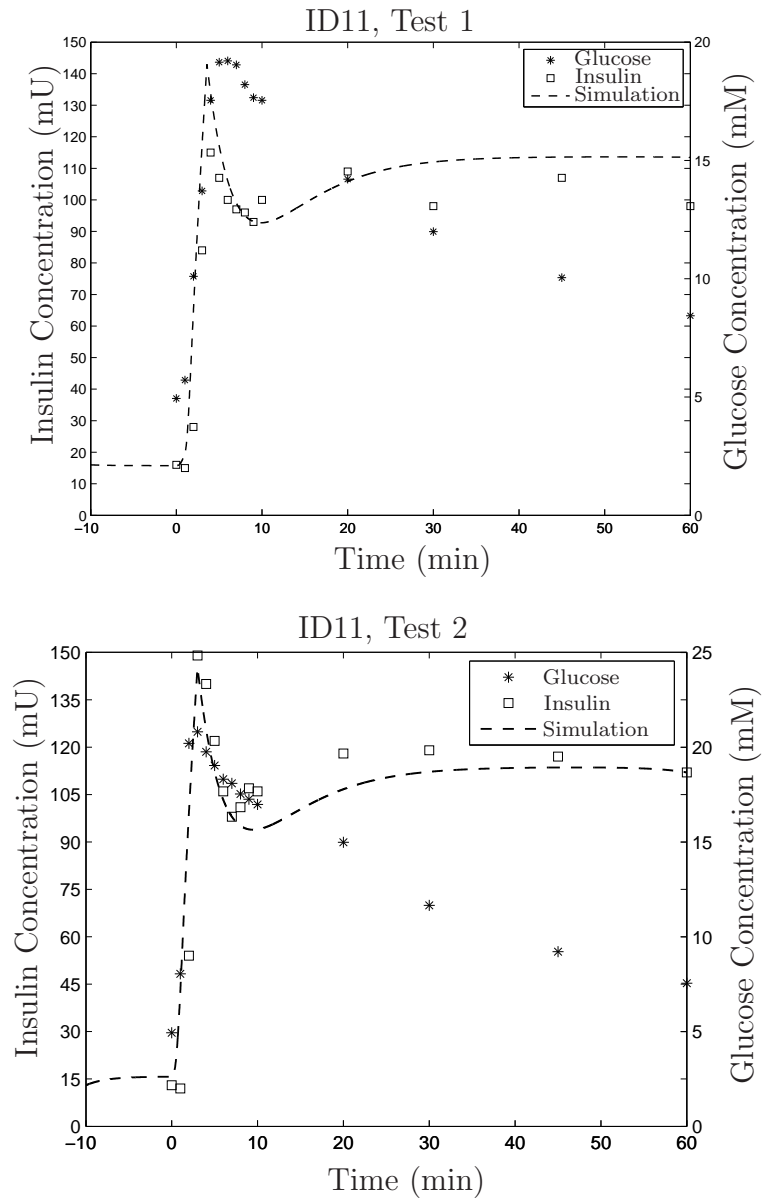 ID11, Test 1
Insulin Concentration (mU)
150
140
130
120
110
100
90
80
70
60
50
40
30
20
10
0
Glucose
Insulin
Simulation
20
15
10
5
0
Glucose Concentration (mM)
−10 0 10 20 30 40 50 60
Time (min)
ID11, Test 2
Insulin Concentration (mU)
150
135
120
105
90
75
60
45
30
15
0
Glucose
Insulin
Simulation
25
20
15
10
5
0
Glucose Concentration (mM)
−10 0 10 20 30 40 50 60
Time (min)